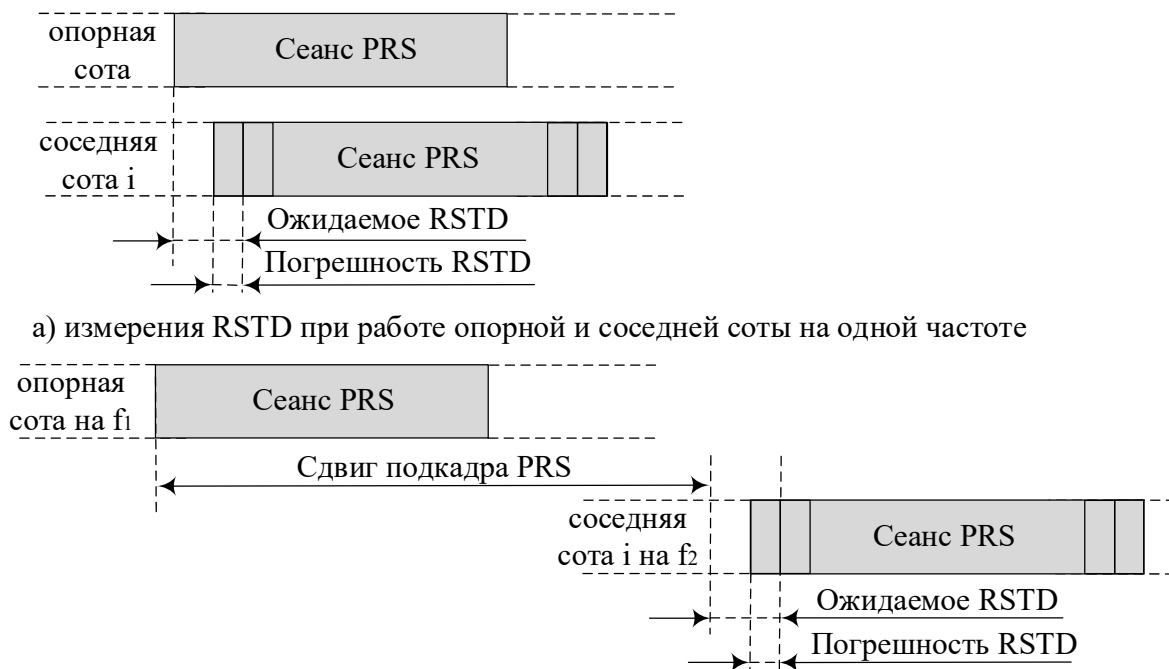 опорная
сота
Сеанс PRS
соседняя
сота i
Сеанс PRS
Ожидаемое RSTD
Погрешность RSTD
а) измерения RSTD при работе опорной и соседней соты на одной частоте
опорная
сота на f1
Сеанс PRS
Сдвиг подкадра PRS
соседняя
сота i на f2
Сеанс PRS
Ожидаемое RSTD
Погрешность RSTD